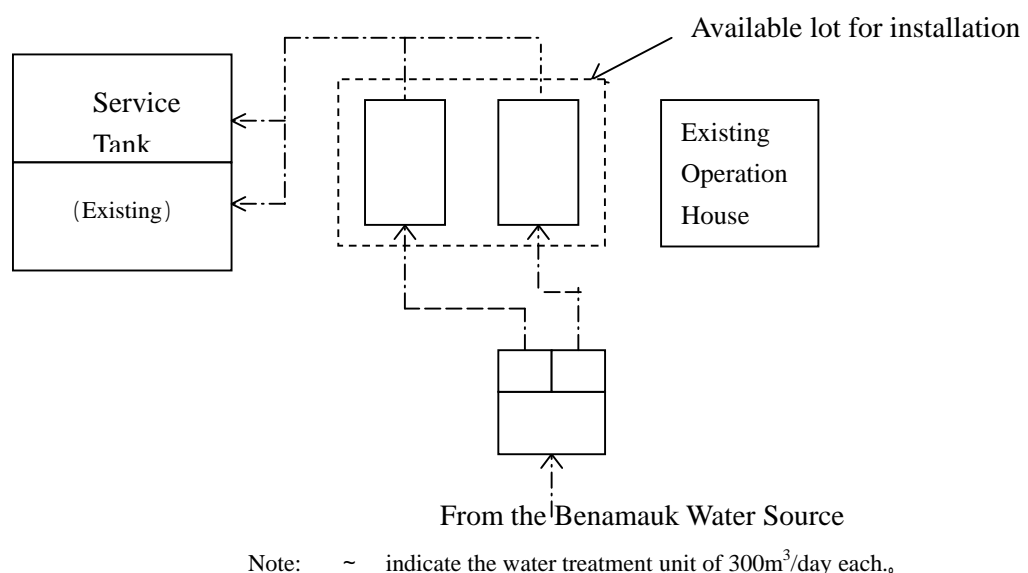 Available lot for installation
Service
Tank
(Existing)
Existing
Operation
House
From the Benamauk Water Source
Note: ~ indicate the water treatment unit of 300m³/day each.。